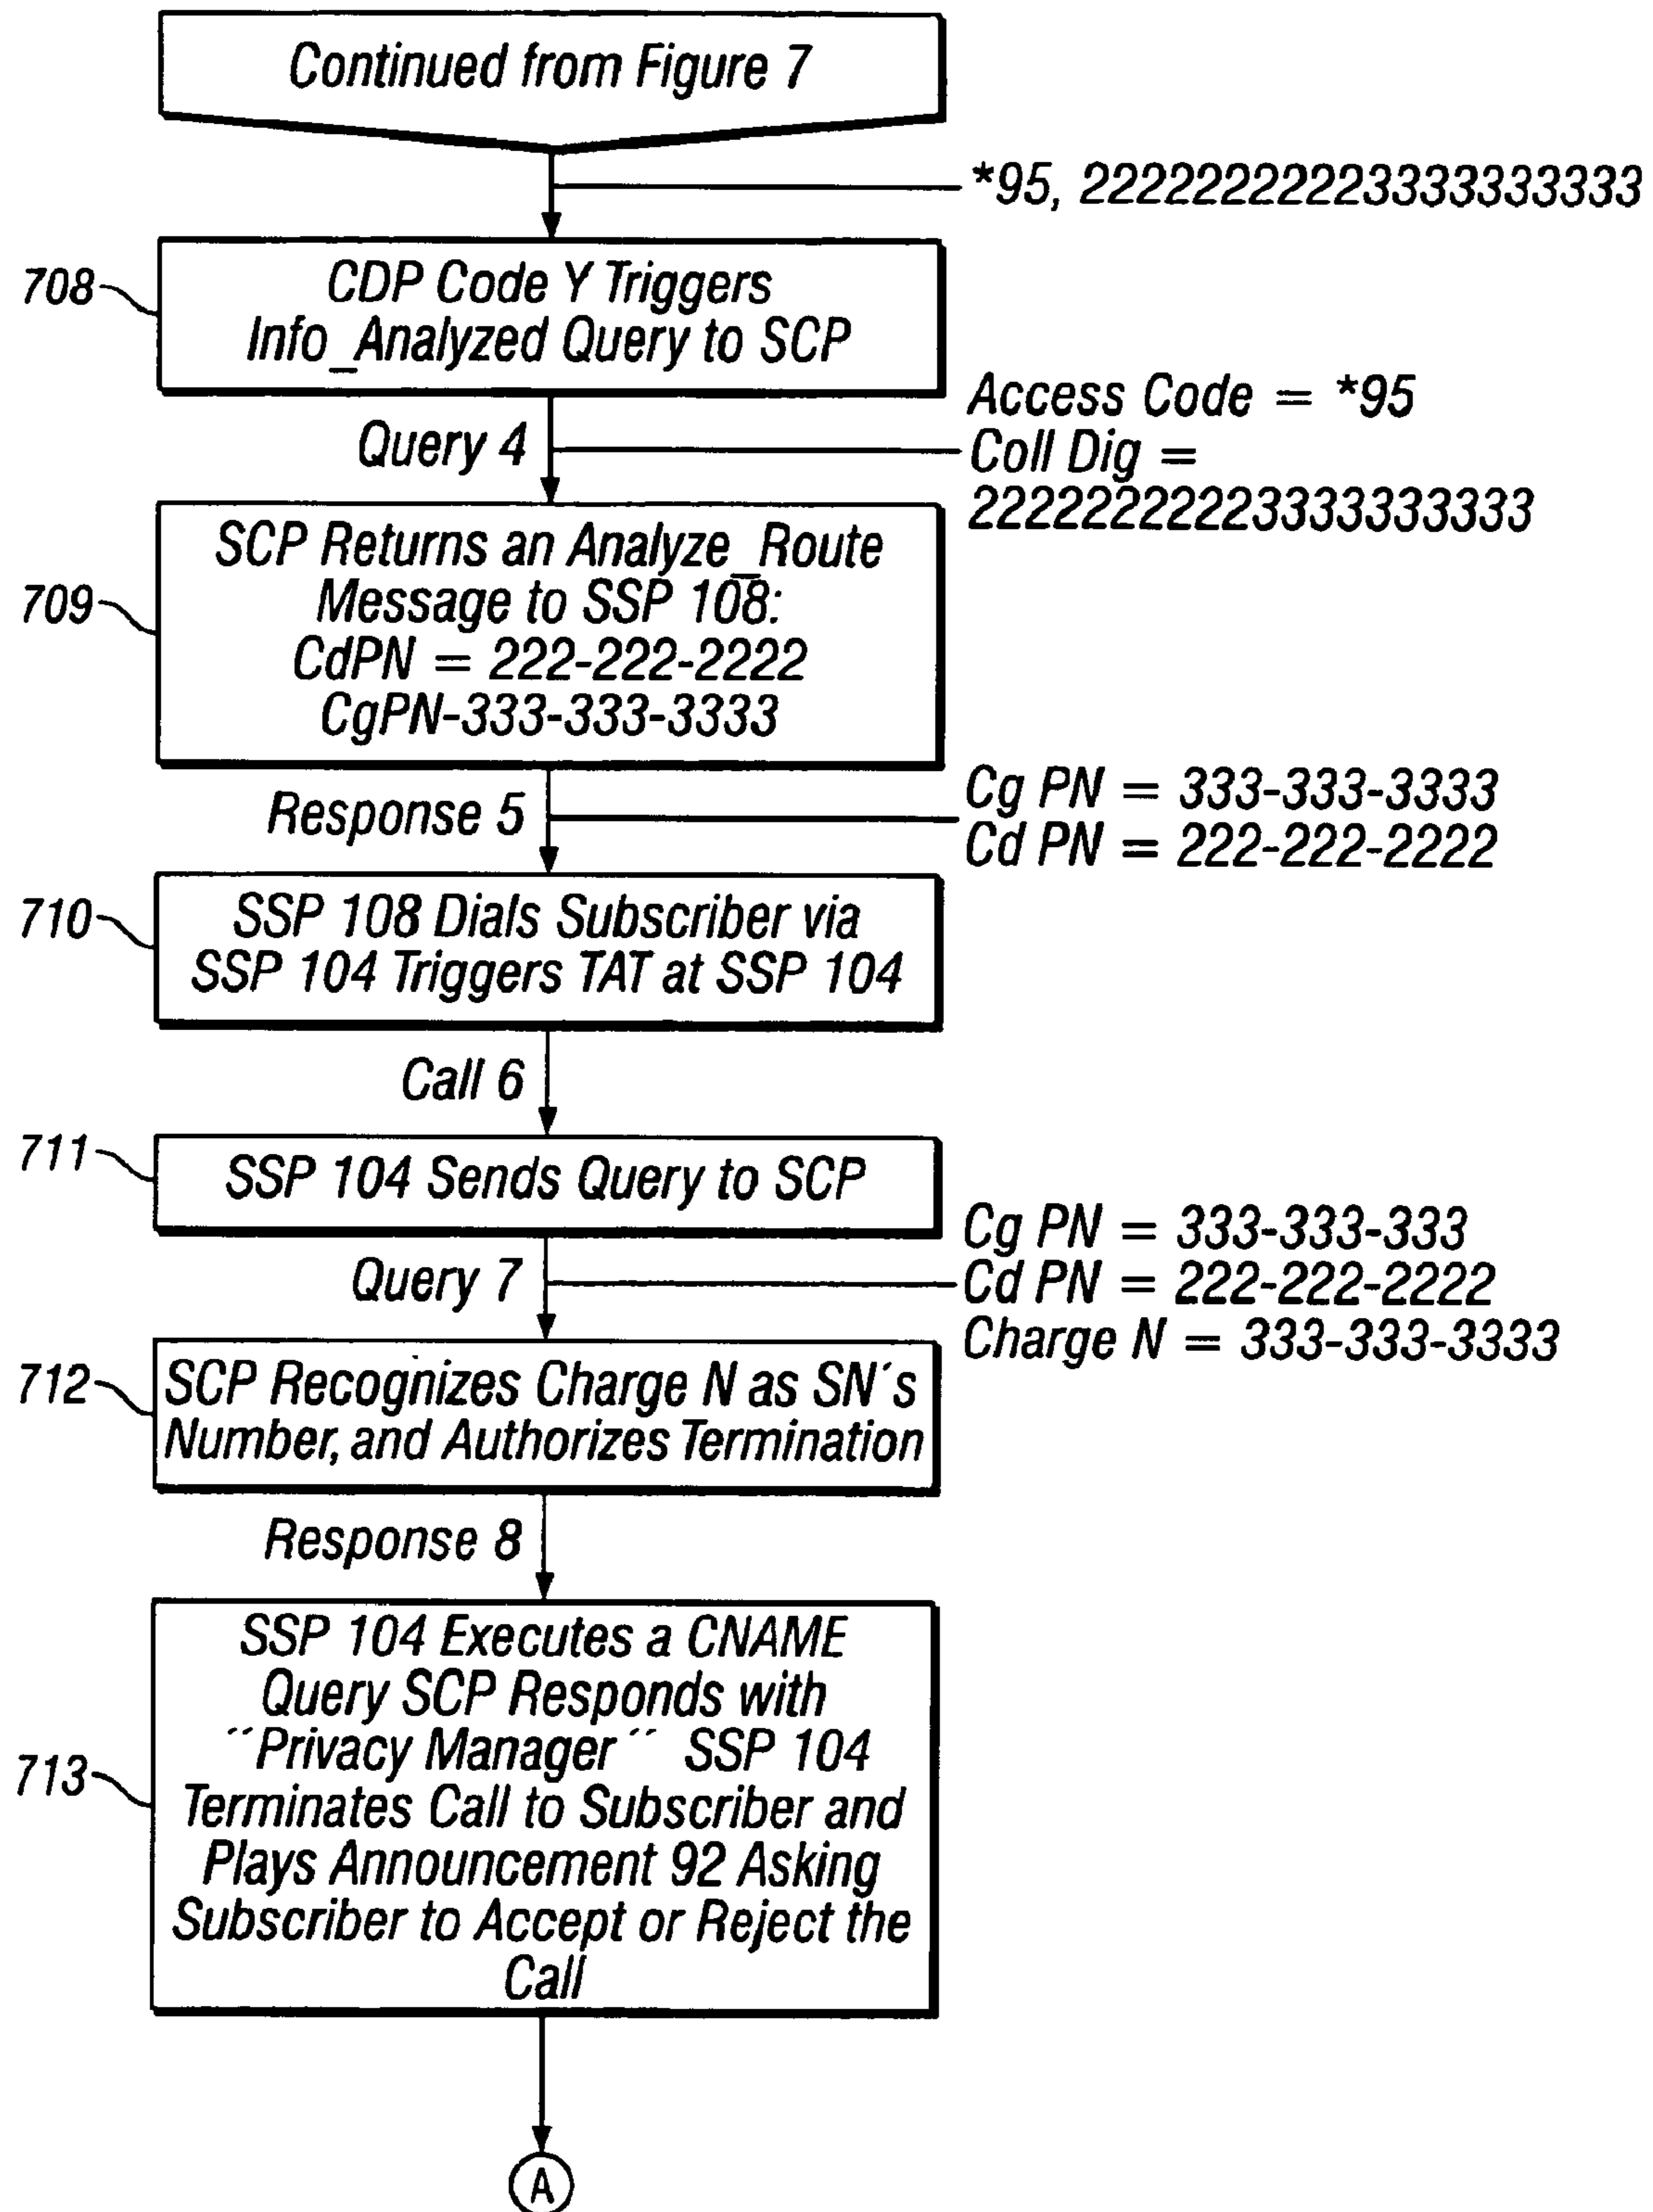 Continued from Figure 7
*95, 22222222223333333333
708
CDP Code Y Triggers
Info_Analyzed Query to SCP
Query 4
Access Code = *95
Coll Dig =
22222222223333333333
709
SCP Returns an Analyze_Route
Message to SSP 108:
CdPN = 222-222-2222
CgPN-333-333-3333
Response 5
Cg PN = 333-333-3333
Cd PN = 222-222-2222
710
SSP 108 Dials Subscriber via
SSP 104 Triggers TAT at SSP 104
Call 6
711
SSP 104 Sends Query to SCP
Query 7
Cg PN = 333-333-333
Cd PN = 222-222-2222
Charge N = 333-333-3333
712
SCP Recognizes Charge N as SN´s
Number, and Authorizes Termination
Response 8
713
SSP 104 Executes a CNAME
Query SCP Responds with
``Privacy Manager´´ SSP 104
Terminates Call to Subscriber and
Plays Announcement 92 Asking
Subscriber to Accept or Reject the
Call
A